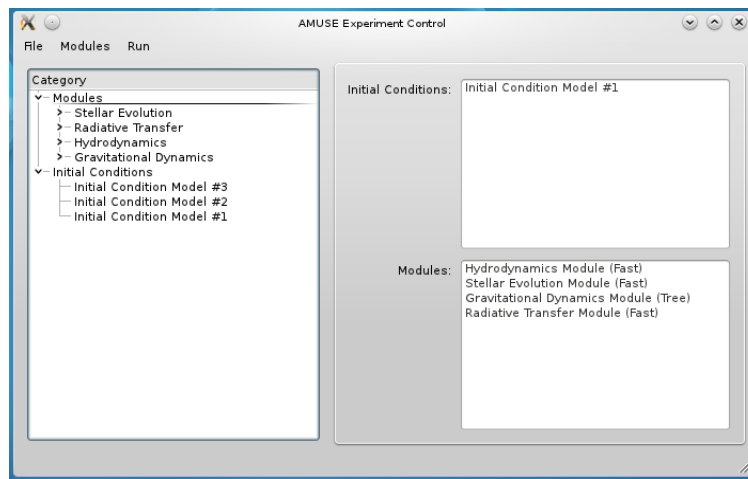 AMUSE Experiment Control
File Modules Run
Category
Modules
Stellar Evolution
Radiative Transfer
Hydrodynamics
Gravitational Dynamics
Initial Conditions
Initial Condition Model #3
Initial Condition Model #2
Initial Condition Model #1
Initial Conditions:
Initial Condition Model #1
Modules:
Hydrodynamics Module (Fast)
Stellar Evolution Module (Fast)
Gravitational Dynamics Module (Tree)
Radiative Transfer Module (Fast)